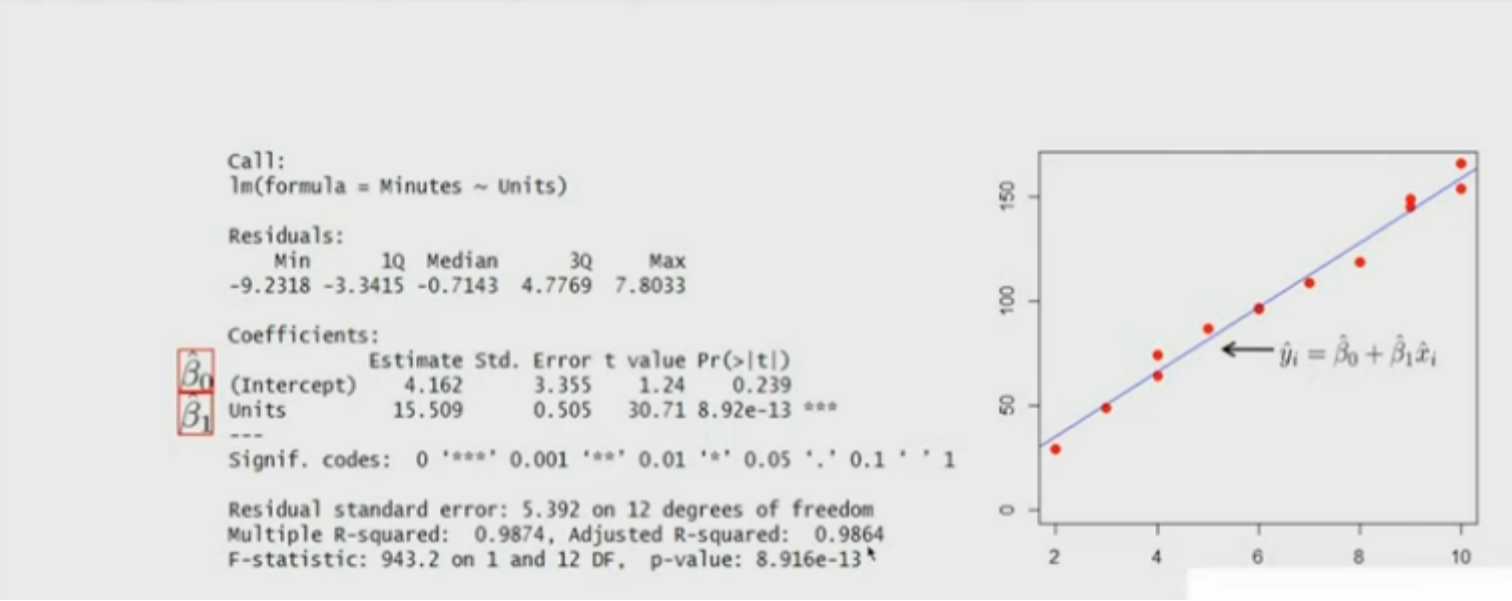 Call:
lm(formula = Minutes ~ Units)
Residuals:
Min 1Q Median 3Q Max
-9.2318 -3.3415 -0.7143 4.7769 7.8033
Coefficients:
Estimate Std. Error t value Pr(>|t|)
β̂0 (Intercept) 4.162 3.355 1.24 0.239
β̂1 Units 15.509 0.505 30.71 8.92e-13 ***
---
Signif. codes: 0 '***' 0.001 '**' 0.01 '*' 0.05 '.' 0.1 ' ' 1
Residual standard error: 5.392 on 12 degrees of freedom
Multiple R-squared: 0.9874, Adjusted R-squared: 0.9864
F-statistic: 943.2 on 1 and 12 DF, p-value: 8.916e-13
150
100
50
0
ŷi = β̂0 + β̂1x̂i
2 4 6 8 10